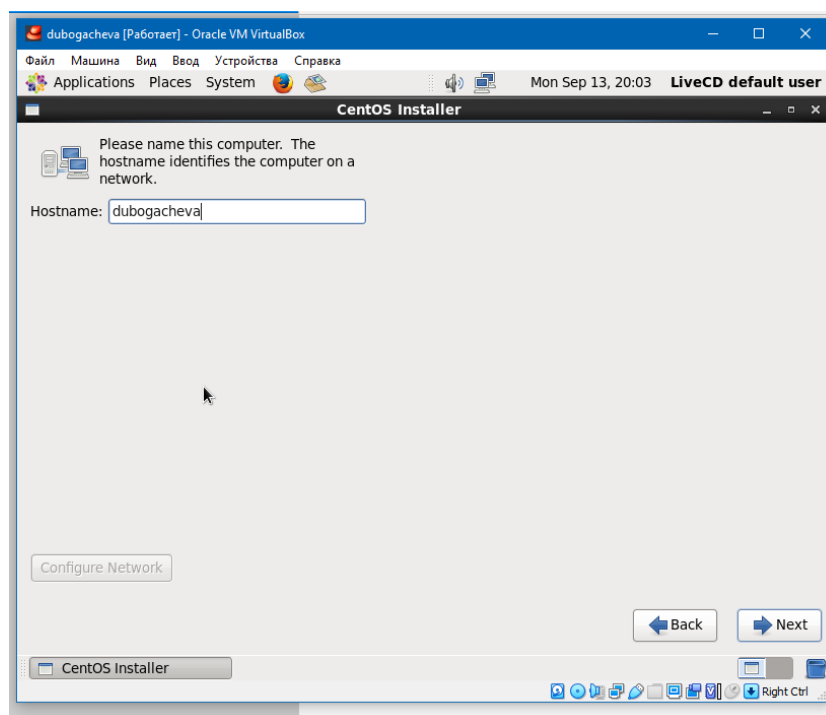 dubogacheva [Работает] - Oracle VM VirtualBox
Файл Машина Вид Ввод Устройства Справка
Applications Places System Mon Sep 13, 20:03 LiveCD default user
CentOS Installer
Please name this computer. The
hostname identifies the computer on a
network.
Hostname: dubogacheva
Configure Network
Back Next
CentOS Installer
Right Ctrl